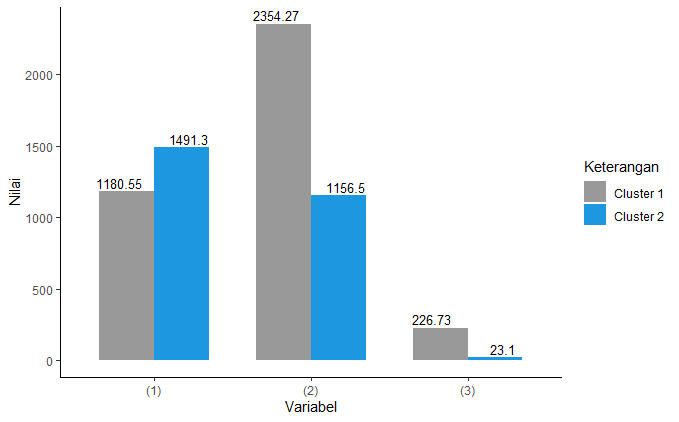 2354.27
2000
1500
1491.3
1180.55
1156.5
1000
500
226.73
23.1
0
Nilai
(1)
(2)
(3)
Variabel
Keterangan
Cluster 1
Cluster 2